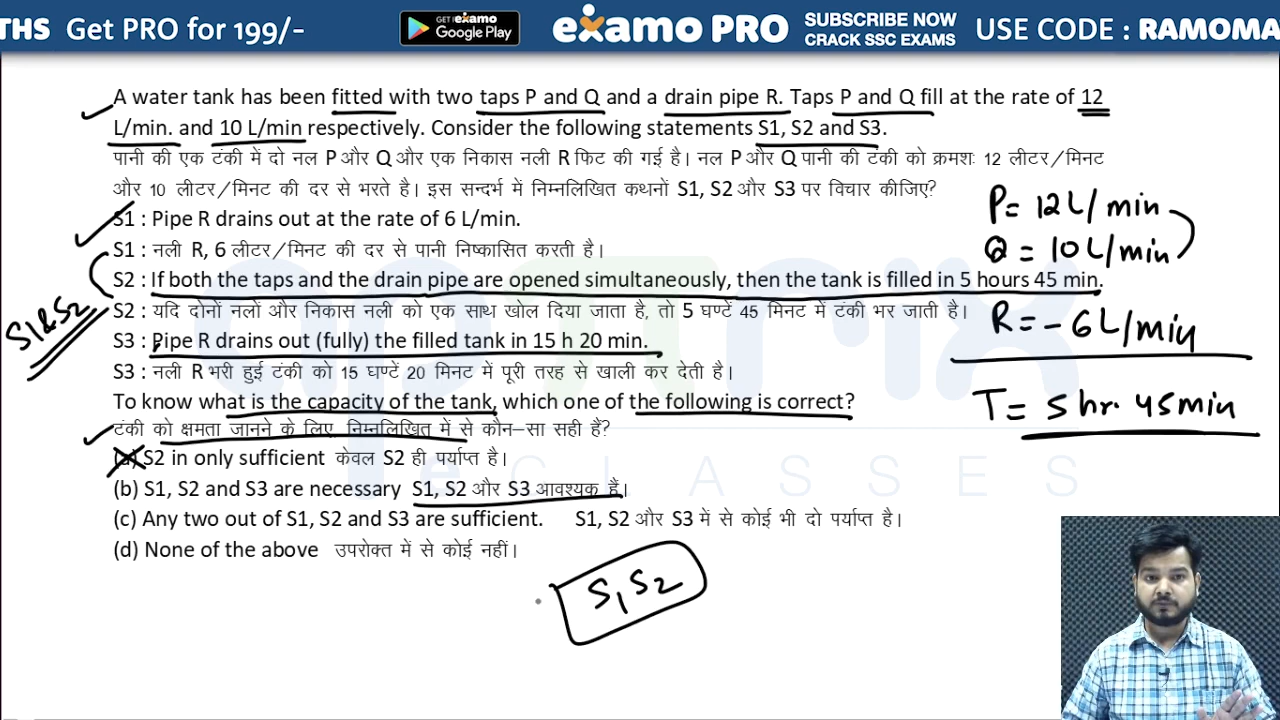 THS Get PRO for 199/- GET IT examo Google Play examo PRO SUBSCRIBE NOW CRACK SSC EXAMS USE CODE : RAMOMA
A water tank has been fitted with two taps P and Q and a drain pipe R. Taps P and Q fill at the rate of 12
L/min. and 10 L/min respectively. Consider the following statements S1, S2 and S3.
पानी की एक टंकी में दो नल P और Q और एक निकास नली R फिट की गई है। नल P और Q पानी की टंकी को क्रमशः 12 लीटर/मिनट
और 10 लीटर/मिनट की दर से भरते है। इस सन्दर्भ में निम्नलिखित कथनों S1, S2 और S3 पर विचार कीजिए?
S1 : Pipe R drains out at the rate of 6 L/min.
S1 : नली R, 6 लीटर/मिनट की दर से पानी निष्कासित करती है।
S2 : If both the taps and the drain pipe are opened simultaneously, then the tank is filled in 5 hours 45 min.
S2 : यदि दोनों नलों और निकास नली को एक साथ खोल दिया जाता है, तो 5 घण्टें 45 मिनट में टंकी भर जाती है।
S3 : Pipe R drains out (fully) the filled tank in 15 h 20 min.
S3 : नली R भरी हुई टंकी को 15 घण्टें 20 मिनट में पूरी तरह से खाली कर देती है।
To know what is the capacity of the tank, which one of the following is correct?
टंकी को क्षमता जानने के लिए, निम्नलिखित में से कौन-सा सही हैं?
(a) S2 in only sufficient केवल S2 ही पर्याप्त है।
(b) S1, S2 and S3 are necessary S1, S2 और S3 आवश्यक हैं।
(c) Any two out of S1, S2 and S3 are sufficient. S1, S2 और S3 में से कोई भी दो पर्याप्त है।
(d) None of the above उपरोक्त में से कोई नहीं।
S1 & S2
P = 12 L/min
Q = 10 L/min
R = -6 L/min
T = 5 hr. 45 min
S1 S2
CLASSES